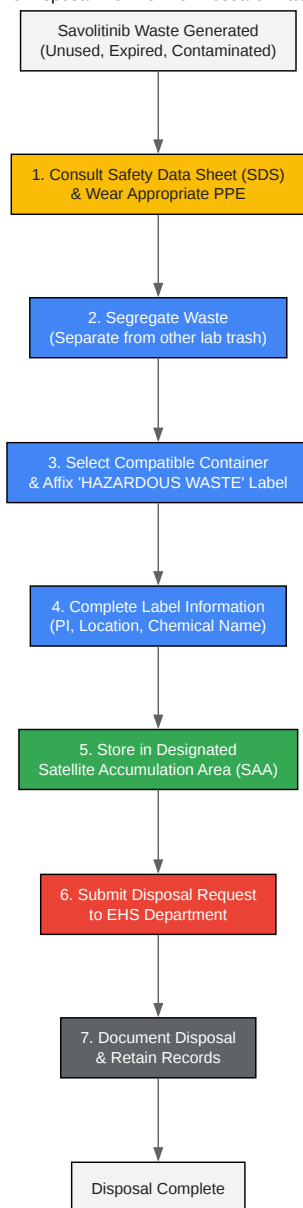 Savolitinib Waste Generated
(Unused, Expired, Contaminated)
1. Consult Safety Data Sheet (SDS)
& Wear Appropriate PPE
2. Segregate Waste
(Separate from other lab trash)
3. Select Compatible Container
& Affix 'HAZARDOUS WASTE' Label
4. Complete Label Information
(PI, Location, Chemical Name)
5. Store in Designated
Satellite Accumulation Area (SAA)
6. Submit Disposal Request
to EHS Department
7. Document Disposal
& Retain Records
Disposal Complete